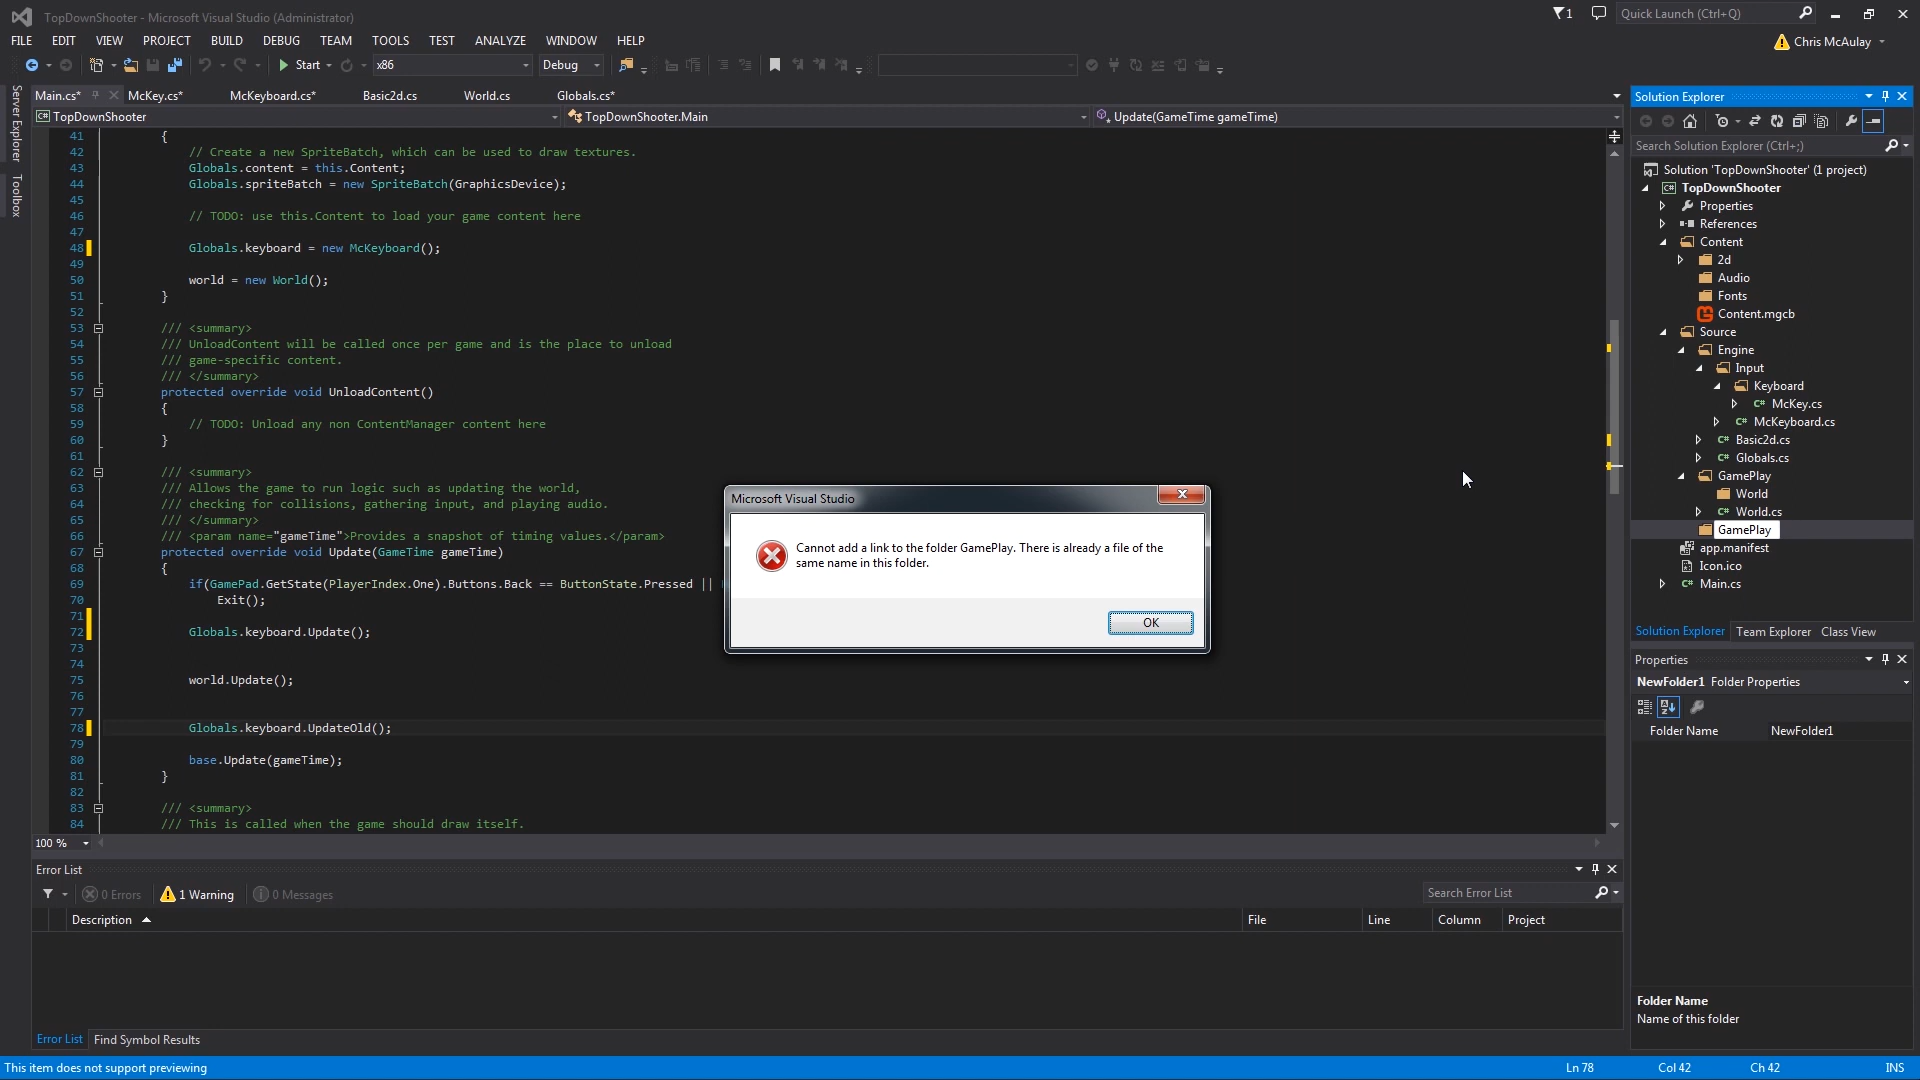 TopDownShooter - Microsoft Visual Studio (Administrator)
1
Quick Launch (Ctrl+Q)
FILE EDIT VIEW PROJECT BUILD DEBUG TEAM TOOLS TEST ANALYZE WINDOW HELP
Chris McAulay
Start x86 Debug
Server Explorer
Toolbox
Main.cs* McKey.cs* McKeyboard.cs* Basic2d.cs World.cs Globals.cs*
TopDownShooter TopDownShooter.Main Update(GameTime gameTime)
41 {
42 // Create a new SpriteBatch, which can be used to draw textures.
43 Globals.content = this.Content;
44 Globals.spriteBatch = new SpriteBatch(GraphicsDevice);
45
46 // TODO: use this.Content to load your game content here
47
48 Globals.keyboard = new McKeyboard();
49
50 world = new World();
51 }
52
53 /// <summary>
54 /// UnloadContent will be called once per game and is the place to unload
55 /// game-specific content.
56 /// </summary>
57 protected override void UnloadContent()
58 {
59 // TODO: Unload any non ContentManager content here
60 }
61
62 /// <summary>
63 /// Allows the game to run logic such as updating the world,
64 /// checking for collisions, gathering input, and playing audio.
65 /// </summary>
66 /// <param name="gameTime">Provides a snapshot of timing values.</param>
67 protected override void Update(GameTime gameTime)
68 {
69 if(GamePad.GetState(PlayerIndex.One).Buttons.Back == ButtonState.Pressed ||
70 Exit();
71
72 Globals.keyboard.Update();
73
74
75 world.Update();
76
77
78 Globals.keyboard.UpdateOld();
79
80 base.Update(gameTime);
81 }
82
83 /// <summary>
84 /// This is called when the game should draw itself.
100 %
Microsoft Visual Studio
Cannot add a link to the folder GamePlay. There is already a file of the
same name in this folder.
OK
Error List
0 Errors 1 Warning 0 Messages
Search Error List
Description File Line Column Project
Error List Find Symbol Results
Solution Explorer
Search Solution Explorer (Ctrl+;)
Solution 'TopDownShooter' (1 project)
TopDownShooter
Properties
References
Content
2d
Audio
Fonts
Content.mgcb
Source
Engine
Input
Keyboard
McKey.cs
McKeyboard.cs
Basic2d.cs
Globals.cs
GamePlay
World
World.cs
GamePlay
app.manifest
Icon.ico
Main.cs
Solution Explorer Team Explorer Class View
Properties
NewFolder1 Folder Properties
Folder Name NewFolder1
Folder Name
Name of this folder
This item does not support previewing
Ln 78 Col 42 Ch 42 INS